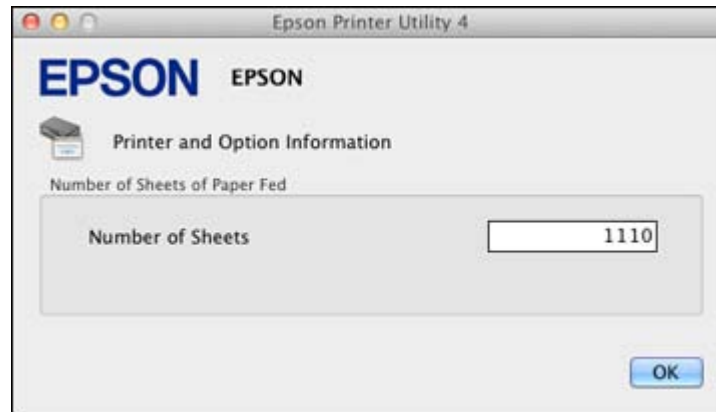 Epson Printer Utility 4
EPSON EPSON
Printer and Option Information
Number of Sheets of Paper Fed
Number of Sheets 1110
OK